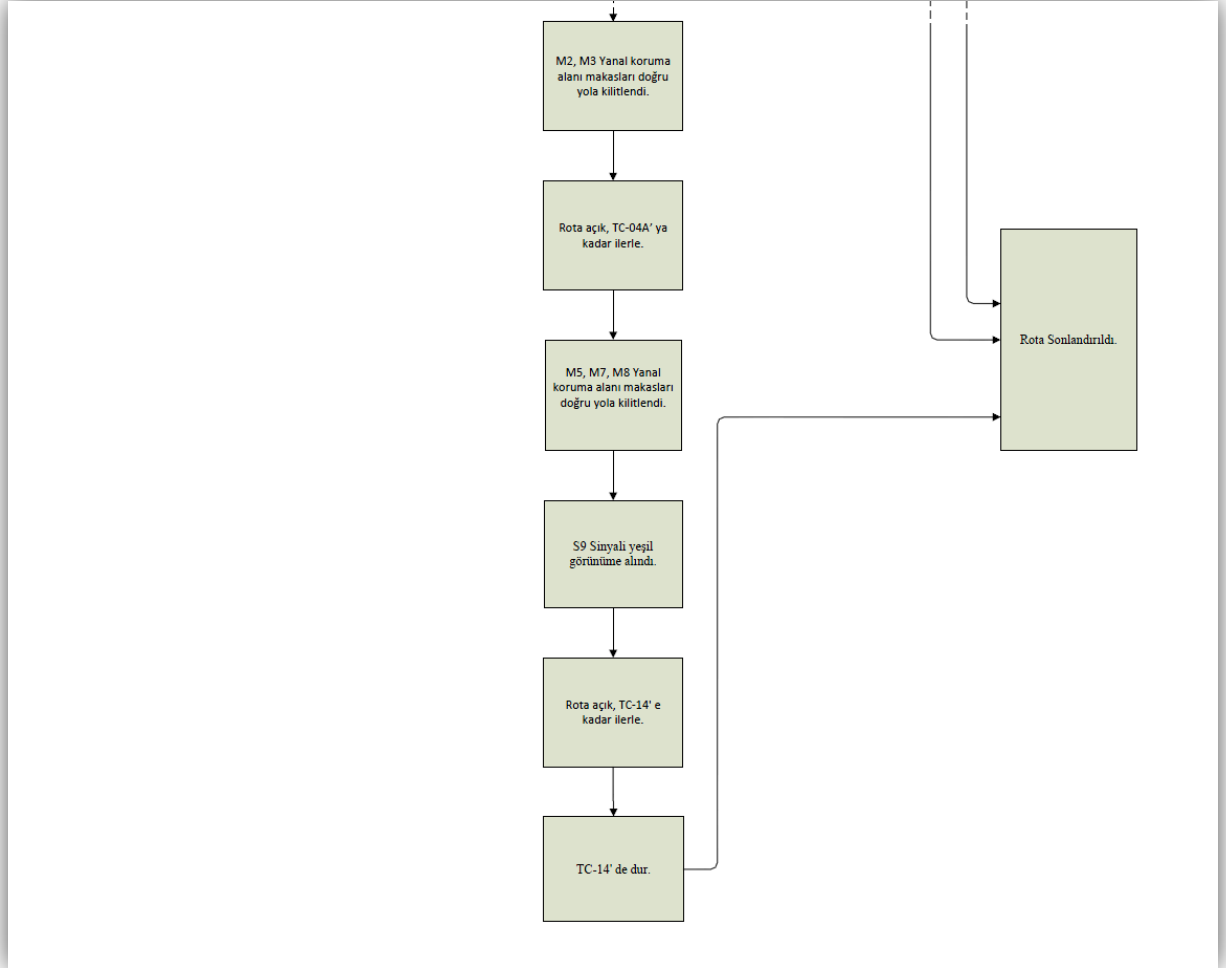 M2, M3 Yanal koruma
alanı makasları doğru
yola kilitlendi.
Rota açık, TC-04A’ ya
kadar ilerle.
M5, M7, M8 Yanal
koruma alanı makasları
doğru yola kilitlendi.
S9 Sinyali yeşil
görünüme alındı.
Rota açık, TC-14' e
kadar ilerle.
TC-14' de dur.
Rota Sonlandırıldı.